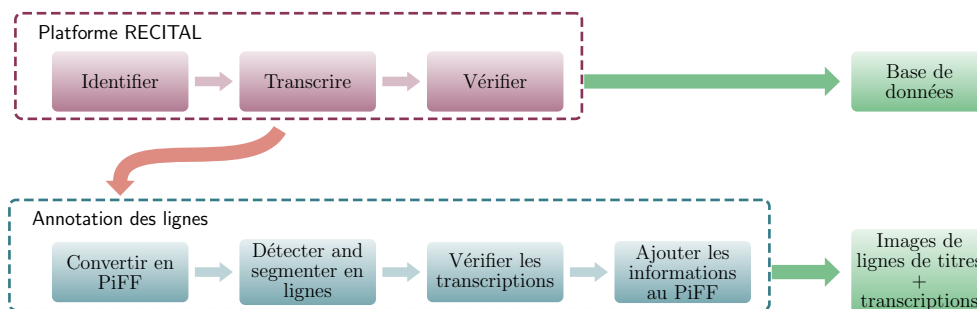 Platforme RECITAL
Identifier
Transcrire
Vérifier
Base de
données
Annotation des lignes
Convertir en
PiFF
Détecter and
segmenter en
lignes
Vérifier les
transcriptions
Ajouter les
informations
au PiFF
Images de
lignes de titres
+
transcriptions